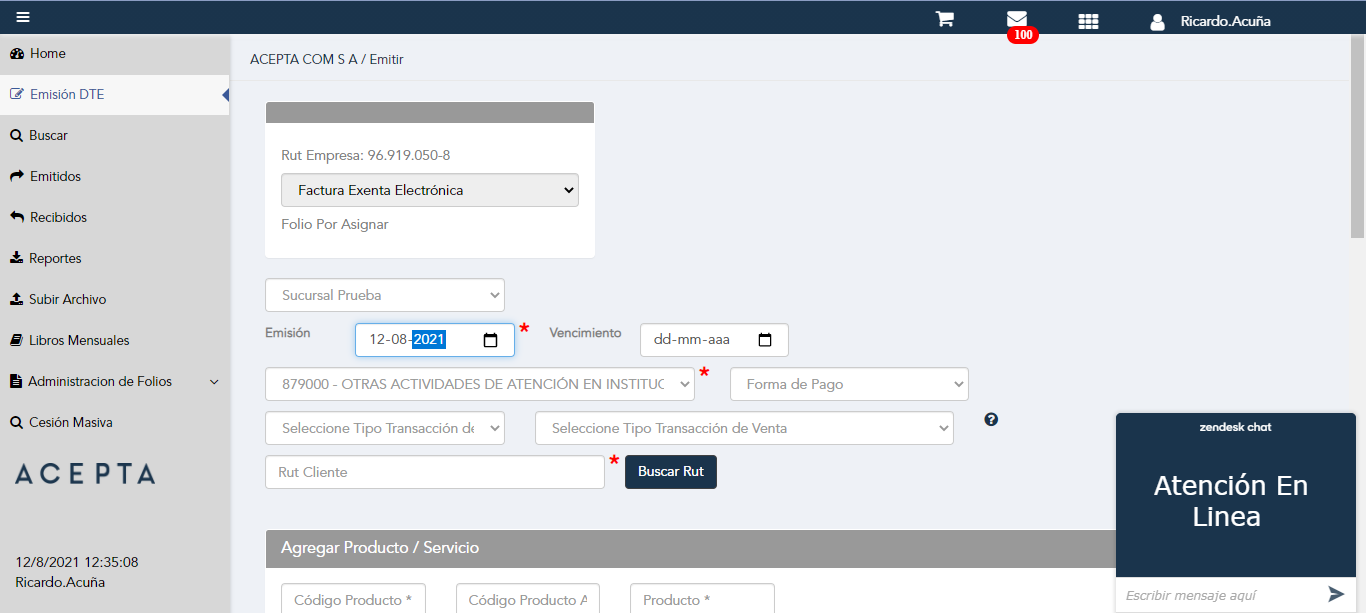 100
Ricardo.Acuña
Home
Emisión DTE
Buscar
Emitidos
Recibidos
Reportes
Subir Archivo
Libros Mensuales
Administracion de Folios
Cesión Masiva
ACEPTA
12/8/2021 12:35:08
Ricardo.Acuña
ACEPTA COM S A / Emitir
Rut Empresa: 96.919.050-8
Factura Exenta Electrónica
Folio Por Asignar
Sucursal Prueba
Emisión 12-08-2021 * Vencimiento dd-mm-aaa
879000 - OTRAS ACTIVIDADES DE ATENCIÓN EN INSTITUC * Forma de Pago
Seleccione Tipo Transacción de Seleccione Tipo Transacción de Venta ?
Rut Cliente * Buscar Rut
Agregar Producto / Servicio
Código Producto * Código Producto A Producto *
zendesk chat
Atención En
Linea
Escribir mensaje aquí